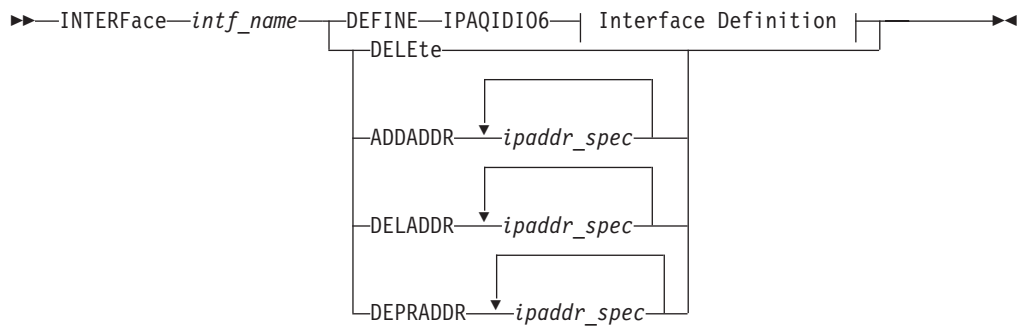 INTERFace intf_name DEFINE IPAQIDIO6 Interface Definition
DELEte
ADDADDR ipaddr_spec
DELADDR ipaddr_spec
DEPRADDR ipaddr_spec